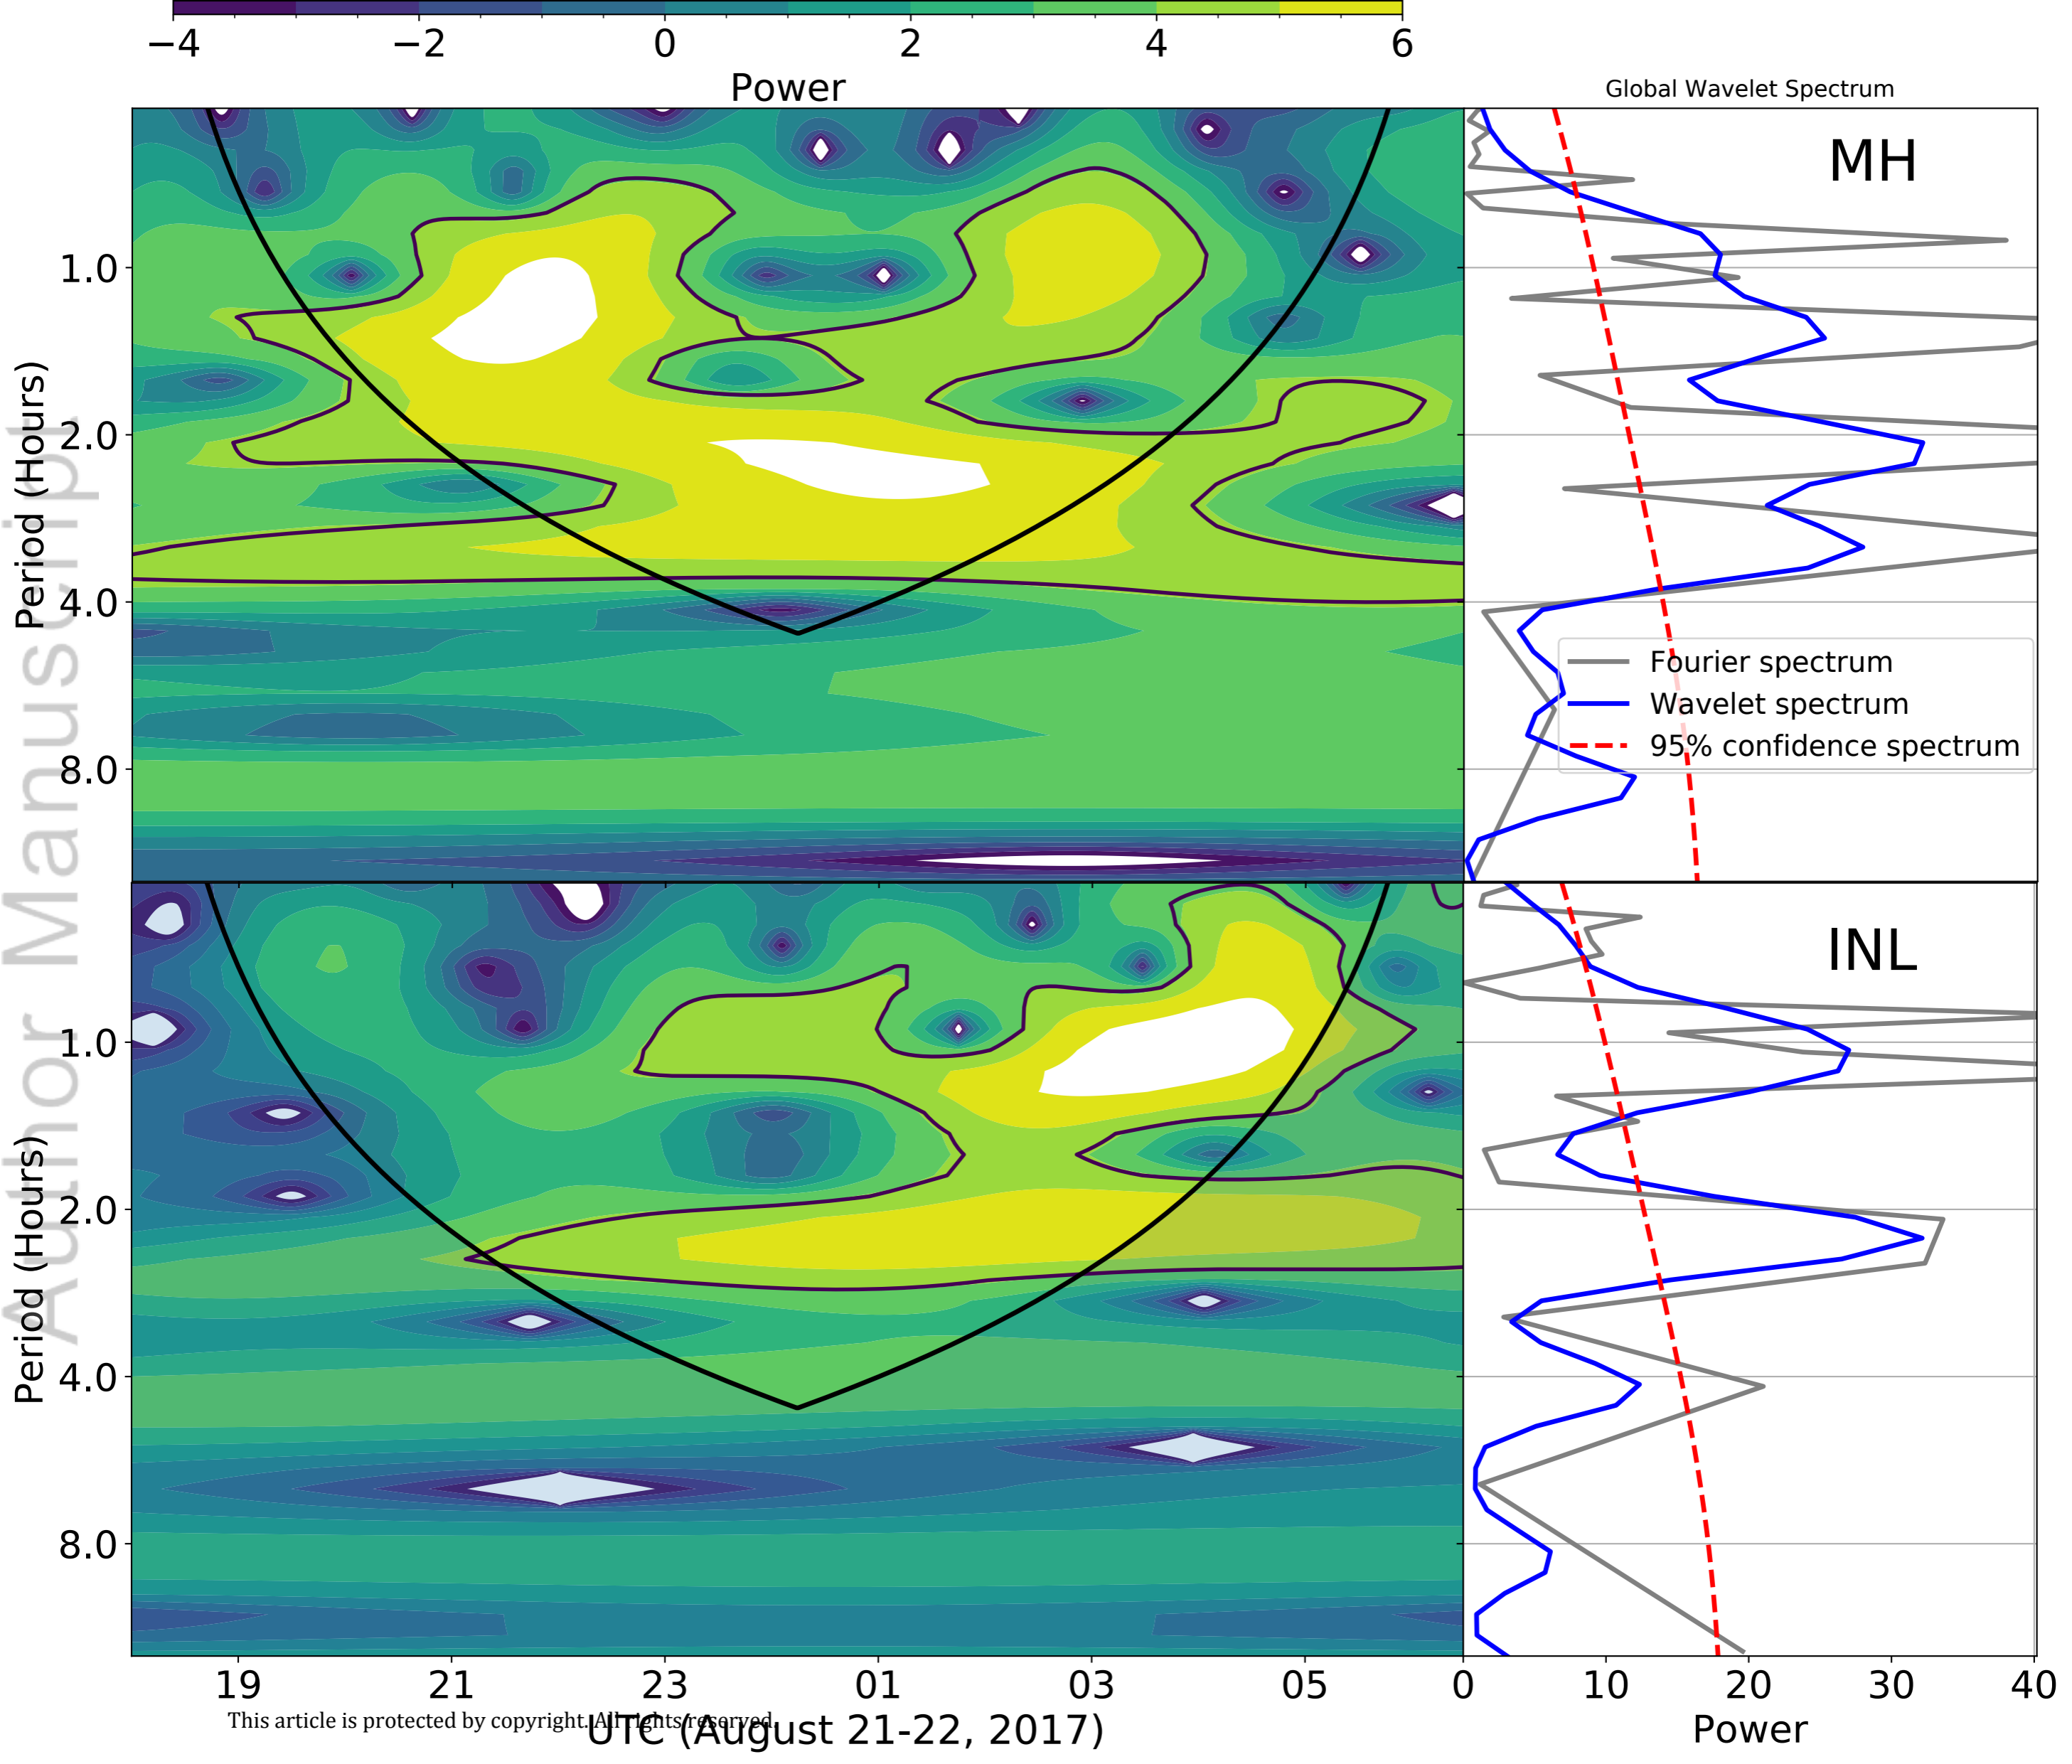 −4 −2 0 2 4 6
Power
Global Wavelet Spectrum
MH
1.0
2.0
4.0
8.0
Period (Hours)
Fourier spectrum
Wavelet spectrum
95% confidence spectrum
INL
1.0
2.0
4.0
8.0
Period (Hours)
Author Manuscript
19 21 23 01 03 05
0 10 20 30 40
UTC (August 21-22, 2017)
Power
This article is protected by copyright. All rights reserved.